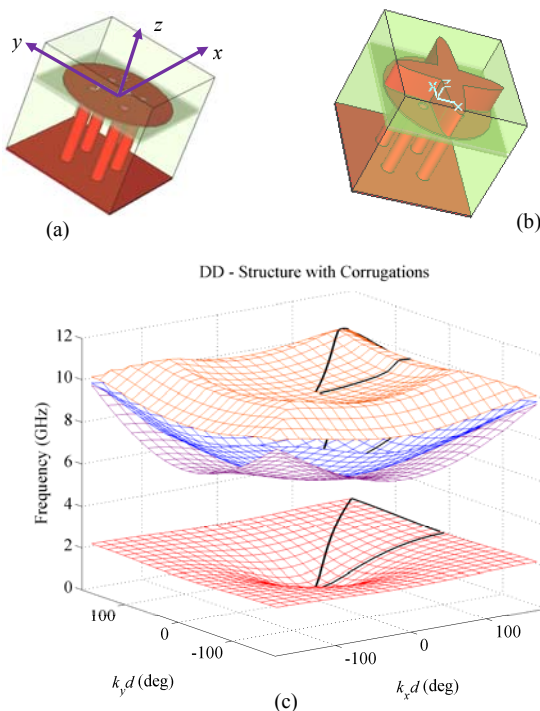 y
z
x
(a)
Y Z
X
(b)
DD - Structure with Corrugations
12
10
8
6
4
2
0
Frequency (GHz)
100
0
-100
k_y d (deg)
-100
0
100
k_x d (deg)
(c)